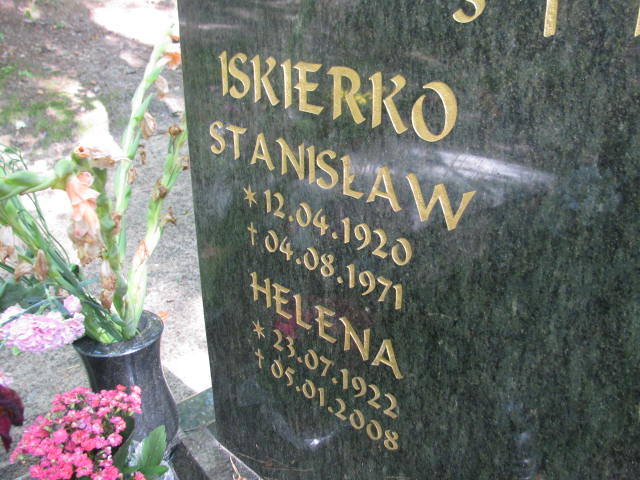 ISKIERKO
STANISŁAW
* 12.04.1920
† 04.08.1971
HELENA
* 23.07.1922
† 05.01.2008